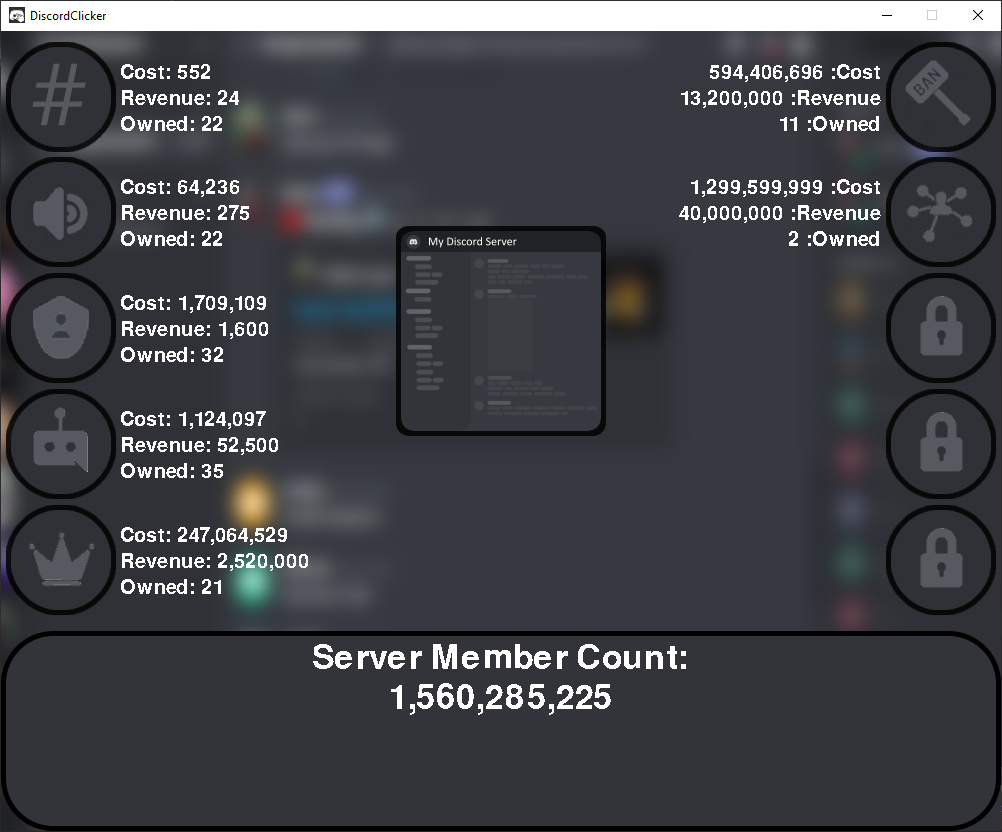 DiscordClicker
#
Cost: 552
Revenue: 24
Owned: 22
Cost: 64,236
Revenue: 275
Owned: 22
Cost: 1,709,109
Revenue: 1,600
Owned: 32
Cost: 1,124,097
Revenue: 52,500
Owned: 35
Cost: 247,064,529
Revenue: 2,520,000
Owned: 21
My Discord Server
594,406,696 :Cost
13,200,000 :Revenue
11 :Owned
BAN
1,299,599,999 :Cost
40,000,000 :Revenue
2 :Owned
Server Member Count:
1,560,285,225